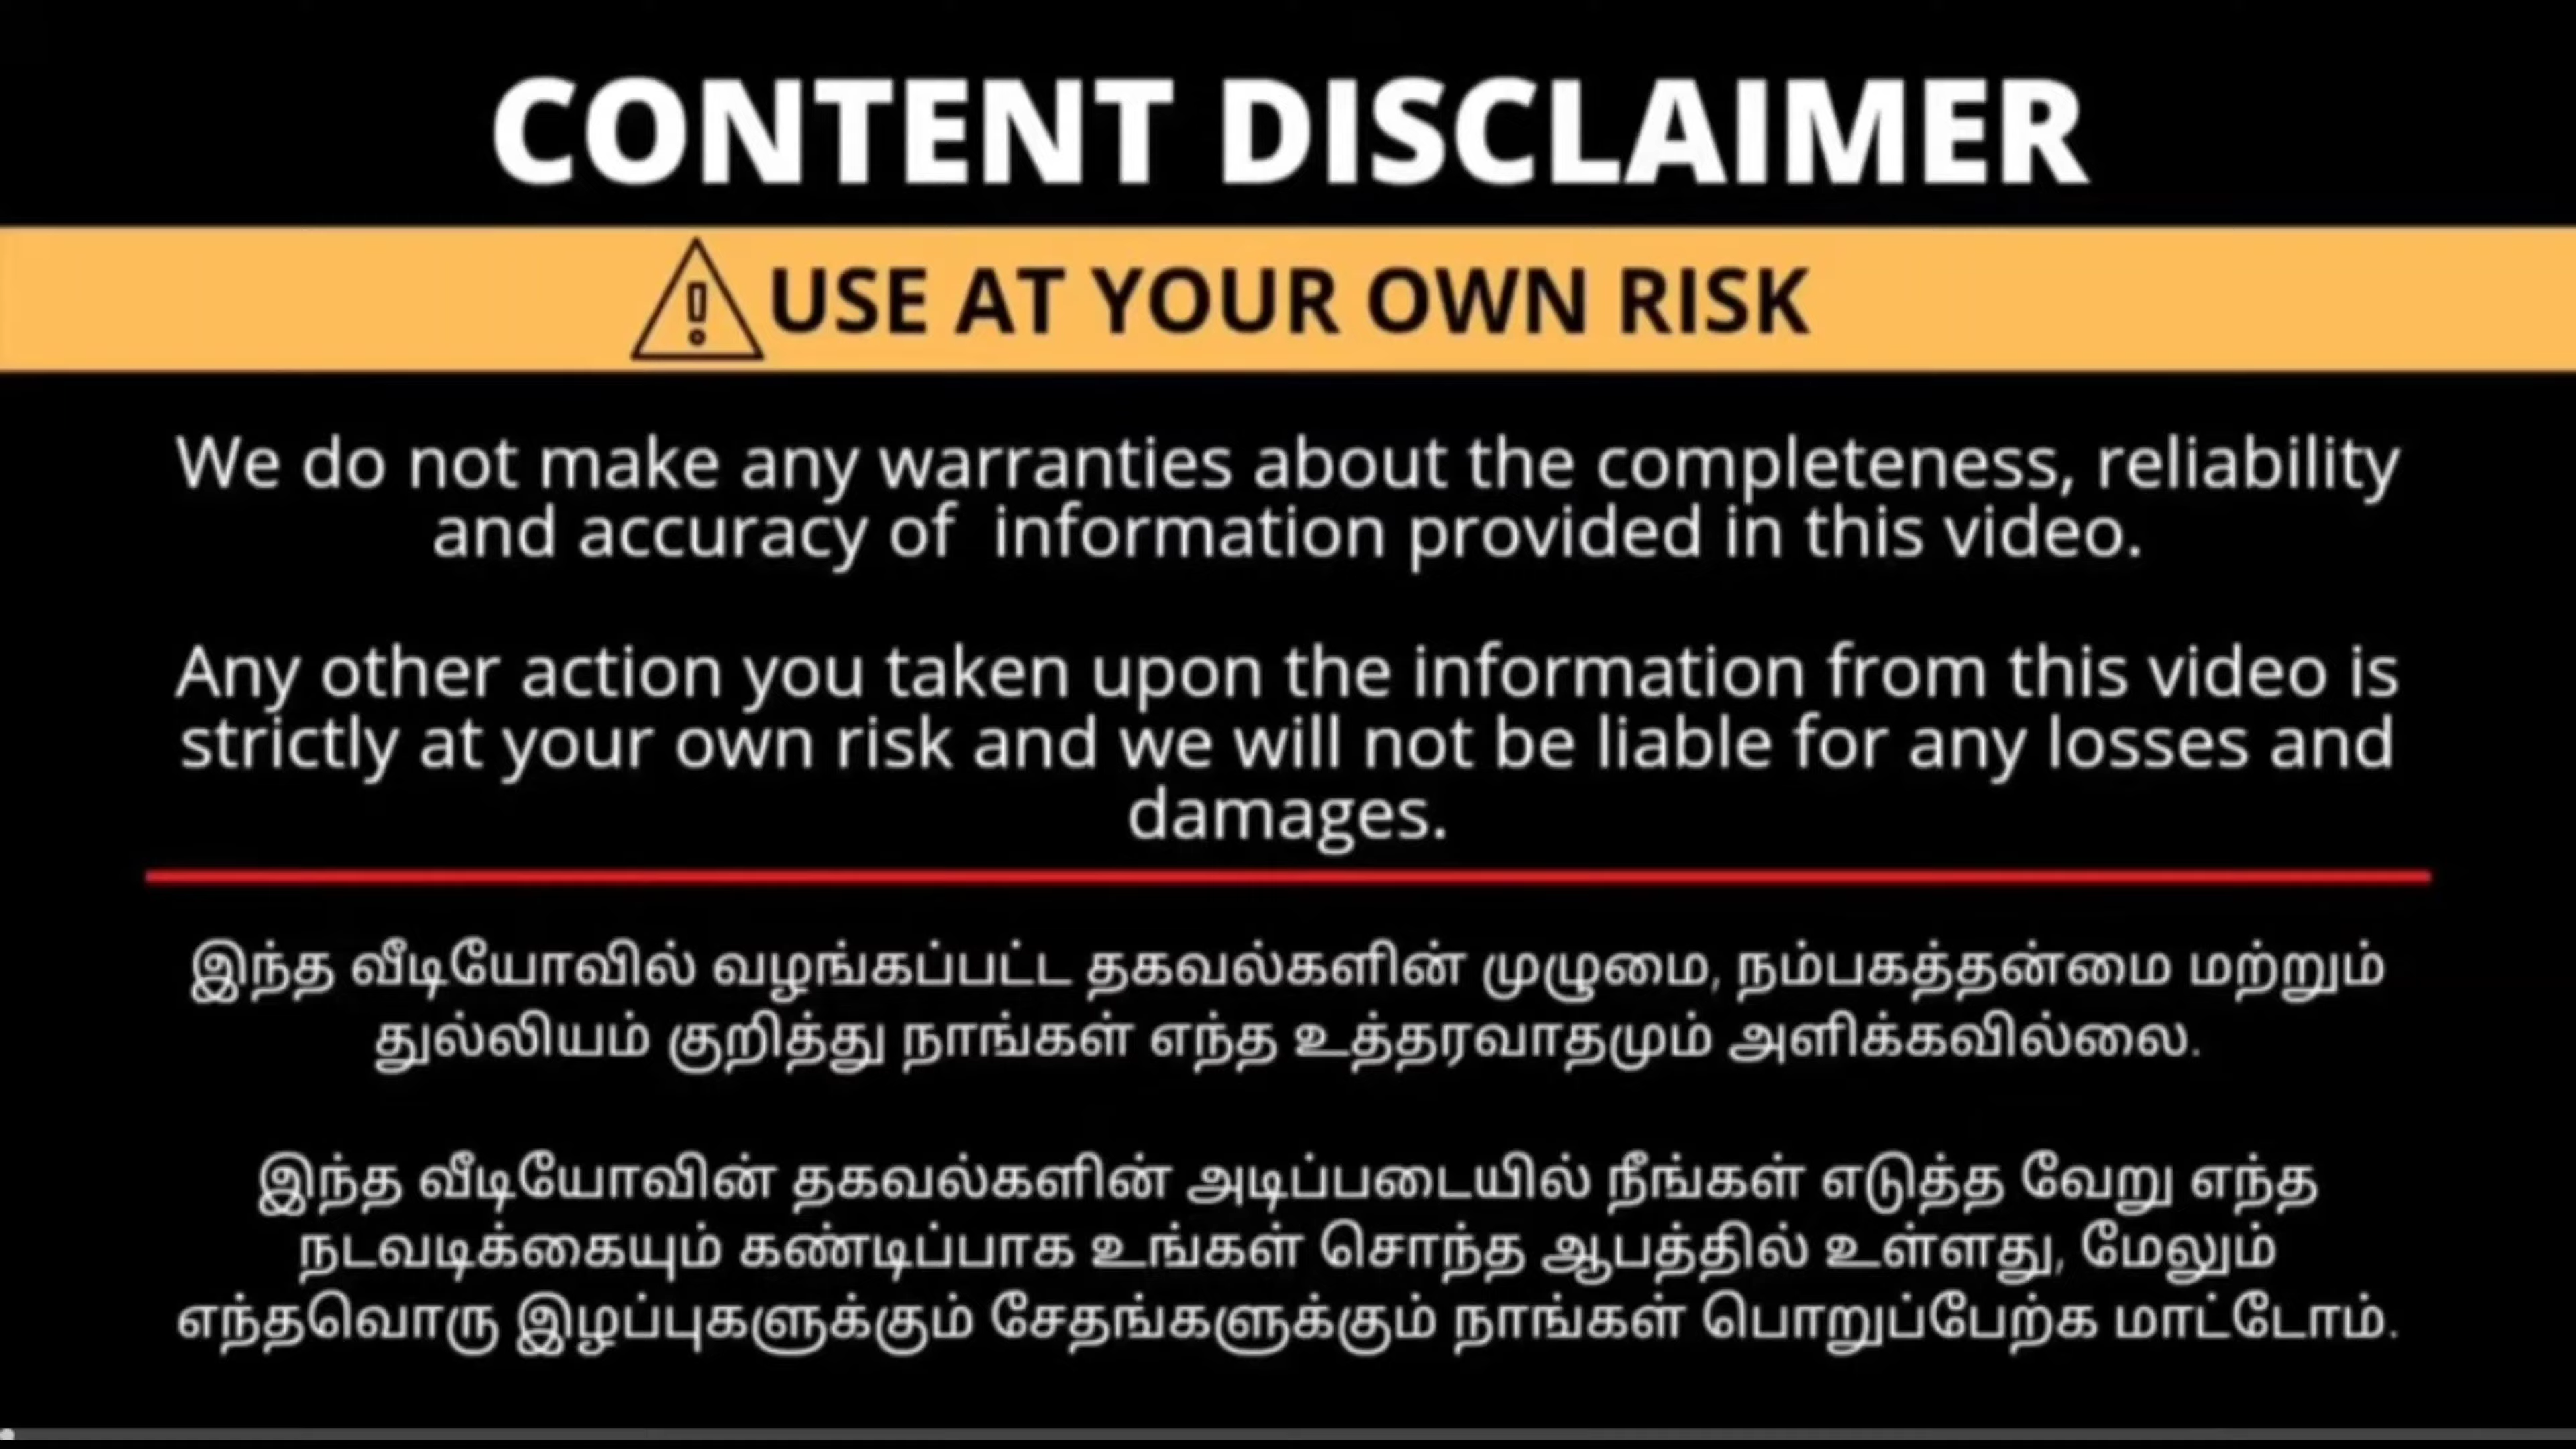 CONTENT DISCLAIMER
USE AT YOUR OWN RISK
We do not make any warranties about the completeness, reliability
and accuracy of information provided in this video.
Any other action you taken upon the information from this video is
strictly at your own risk and we will not be liable for any losses and
damages.
இந்த வீடியோவில் வழங்கப்பட்ட தகவல்களின் முழுமை, நம்பகத்தன்மை மற்றும்
துல்லியம் குறித்து நாங்கள் எந்த உத்தரவாதமும் அளிக்கவில்லை.
இந்த வீடியோவின் தகவல்களின் அடிப்படையில் நீங்கள் எடுத்த வேறு எந்த
நடவடிக்கையும் கண்டிப்பாக உங்கள் சொந்த ஆபத்தில் உள்ளது, மேலும்
எந்தவொரு இழப்புகளுக்கும் சேதங்களுக்கும் நாங்கள் பொறுப்பேற்க மாட்டோம்.